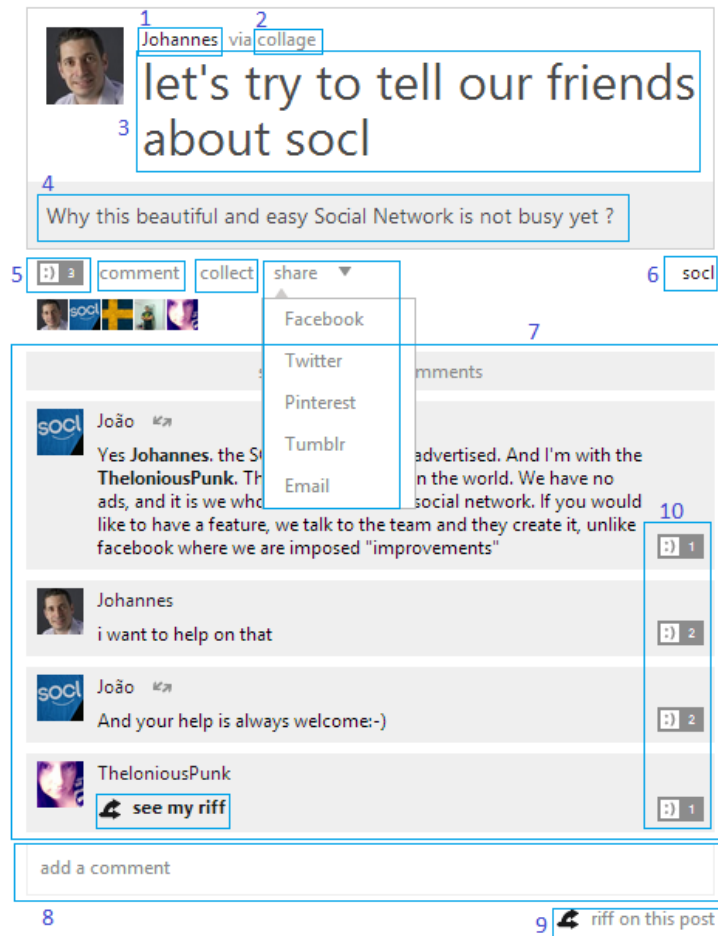 1
2
Johannes via collage
let's try to tell our friends
3
about socl
4
Why this beautiful and easy Social Network is not busy yet ?
5 :) 3 comment collect share ▼ 6 socl
socl
Facebook
7
Twitter
mments
Pinterest
Tumblr
Email
socl
João
Yes Johannes. the S advertised. And I'm with the
TheloniousPunk. Th n the world. We have no
ads, and it is we who social network. If you would
like to have a feature, we talk to the team and they create it, unlike
facebook where we are imposed "improvements"
10
:) 1
Johannes
i want to help on that
:) 2
socl
João
And your help is always welcome:-)
:) 2
TheloniousPunk
see my riff
:) 1
add a comment
8
9 riff on this post